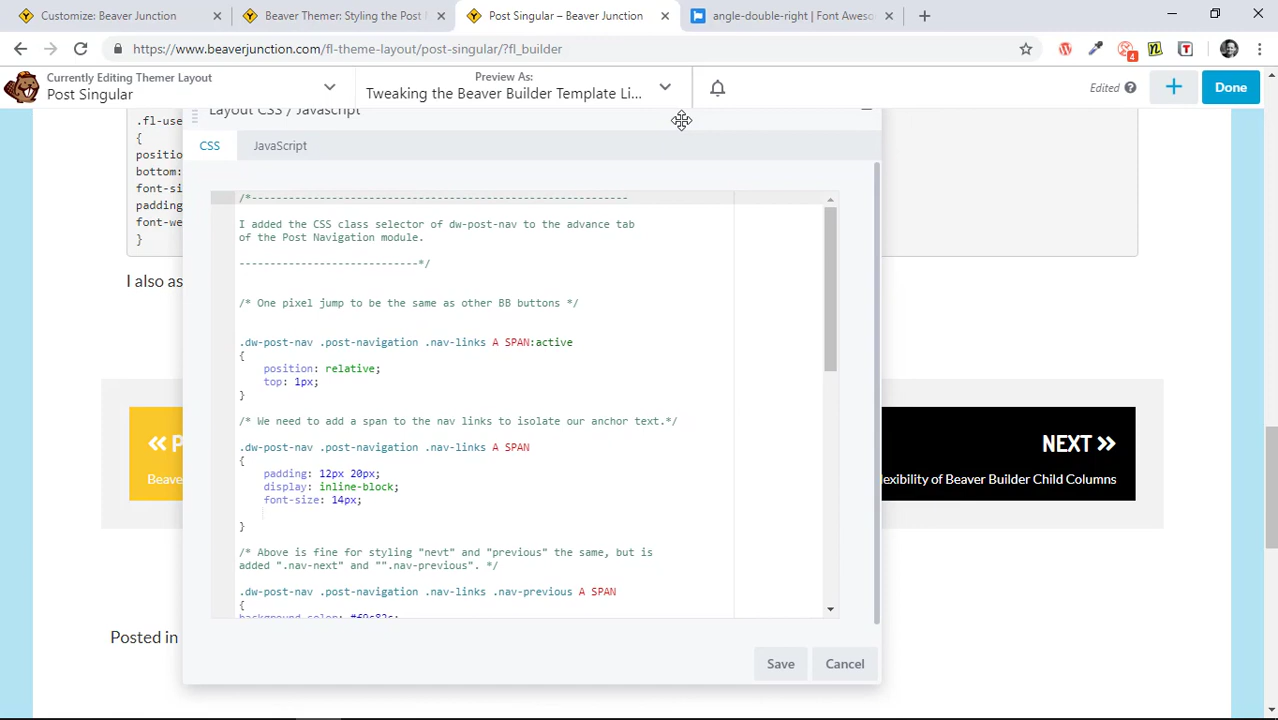 Customize: Beaver Junction
Beaver Themer: Styling the Post
Post Singular – Beaver Junction
angle-double-right | Font Aweso
https://www.beaverjunction.com/fl-theme-layout/post-singular/?fl_builder
4
Currently Editing Themer Layout
Post Singular
Preview As:
Tweaking the Beaver Builder Template Li...
Edited
Done
.fl-use
{
positio
bottom:
font-si
padding
font-we
}
I also as
Layout CSS / Javascript
CSS
JavaScript
/*-------------------------------------------------------------
I added the CSS class selector of dw-post-nav to the advance tab
of the Post Navigation module.
-----------------------------*/
/* One pixel jump to be the same as other BB buttons */
.dw-post-nav .post-navigation .nav-links A SPAN:active
{
position: relative;
top: 1px;
}
/* We need to add a span to the nav links to isolate our anchor text.*/
.dw-post-nav .post-navigation .nav-links A SPAN
{
padding: 12px 20px;
display: inline-block;
font-size: 14px;
}
/* Above is fine for styling "nevt" and "previous" the same, but is
added ".nav-next" and "".nav-previous". */
.dw-post-nav .post-navigation .nav-links .nav-previous A SPAN
{
background-color: #f9c82c;
« P
Beave
NEXT »
exibility of Beaver Builder Child Columns
Posted in
Save
Cancel